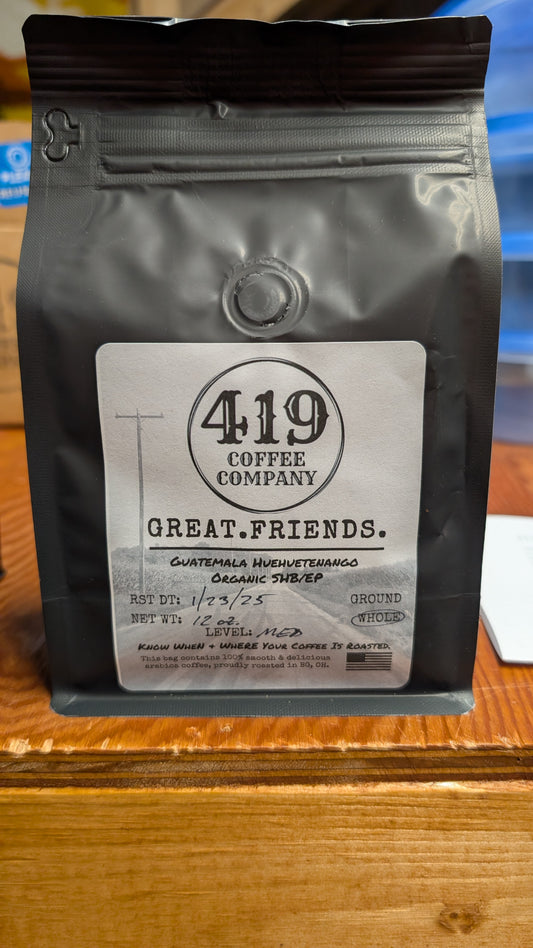 419
COFFEE
COMPANY
GREAT.FRIENDS.
GUATEMALA HUEHUETENANGO
ORGANIC SHB/EP
RST DT: 1/23/25 GROUND
NET WT: 12 oz. WHOLE
LEVEL: MED
KNOW WHEN & WHERE YOUR COFFEE IS ROASTED.
This bag contains 100% smooth & delicious
arabica coffee, proudly roasted in BG, OH.